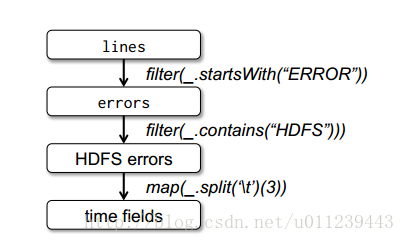 lines
filter(_.startsWith(“ERROR”))
errors
filter(_.contains(“HDFS”)))
HDFS errors
map(_.split(‘\t’)(3))
time fields
http://blog.csdn.net/u011239443